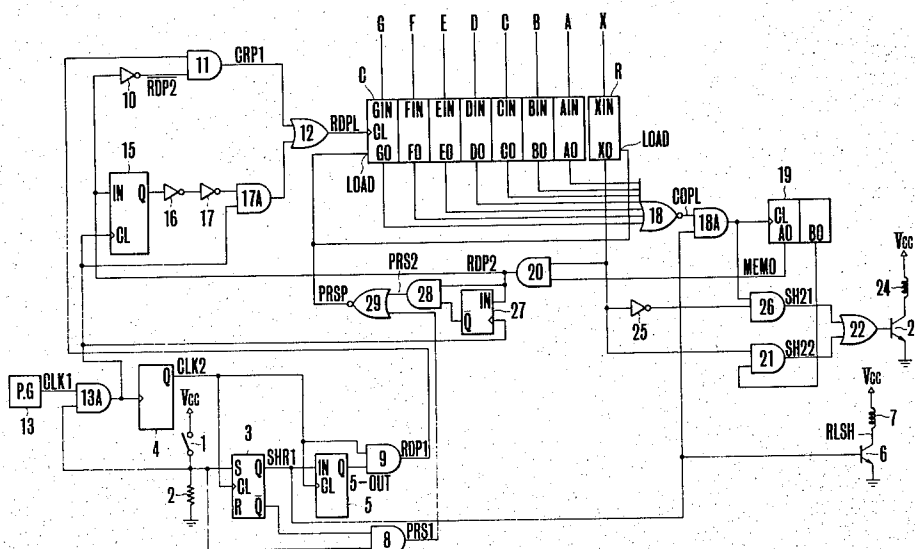 G F E D C B A X
C R
GIN FIN EIN DIN CIN BIN AIN XIN
CL
GO FO EO DO CO BO AO XO
LOAD LOAD
11 CRP1
10 RDP2
12 RDPL
15
IN Q
CL
16 17 17A
18 COPL 18A
19
CL
AO BO
MEMO
Vcc
24
2
RDP2 20
PRS2
PRSP 29 28
IN
Q
27
25
26 SH21
22
21 SH22
P.G CLK1 13A
13
Q CLK2
4
Vcc
1
2
3
S Q SHR1
CL
R Q
IN Q
CL
5-OUT
5
9 RDP1
8 PRS1
Vcc
7
RLSH
6